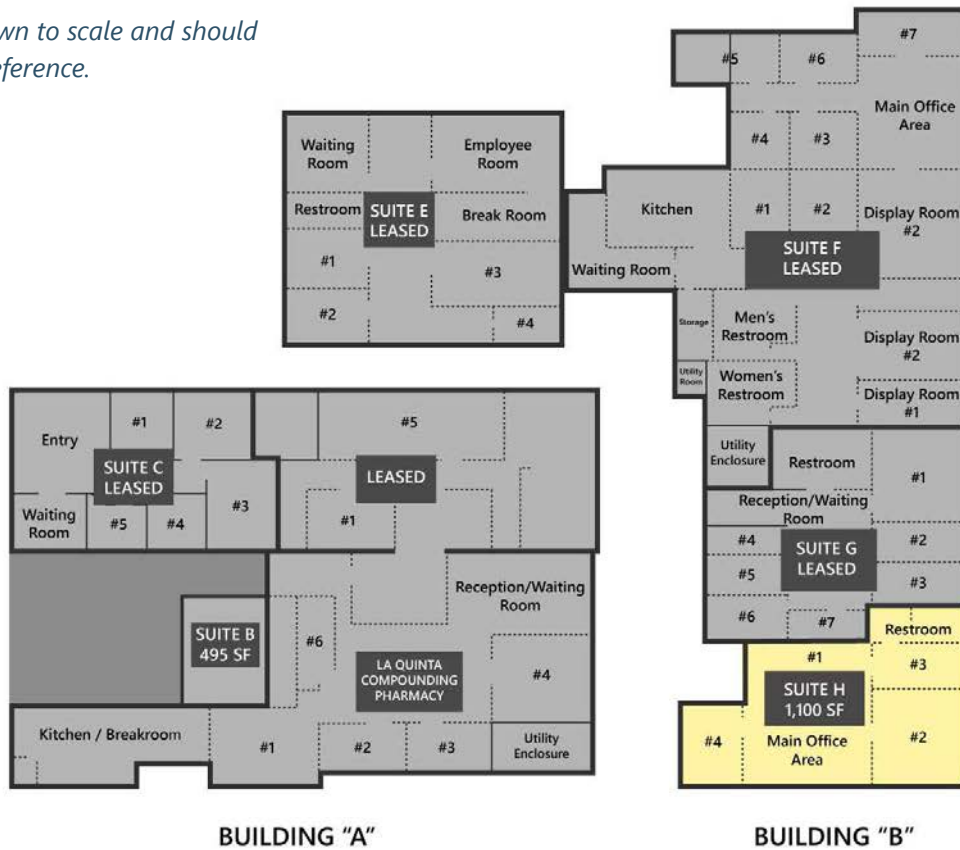 wn to scale and should
eference.
#7
#5
#6
Main Office
Area
#4
#3
Waiting
Room
Employee
Room
Restroom
SUITE E
LEASED
Break Room
#1
#3
#2
#4
Kitchen
#1
#2
Display Room
#2
SUITE F
LEASED
Waiting Room
Storage
Men's
Restroom
Display Room
#2
Utility
Room
Women's
Restroom
Display Room
#1
Utility
Enclosure
Restroom
#1
Reception/Waiting
Room
#4
#2
SUITE G
LEASED
#5
#3
#6
#7
Restroom
#1
#3
SUITE H
1,100 SF
#4
Main Office
Area
#2
Entry
#1
#2
#5
SUITE C
LEASED
LEASED
Waiting
Room
#5
#4
#3
#1
Reception/Waiting
Room
SUITE B
495 SF
#6
LA QUINTA
COMPOUNDING
PHARMACY
#4
Kitchen / Breakroom
#1
#2
#3
Utility
Enclosure
BUILDING "A"
BUILDING "B"